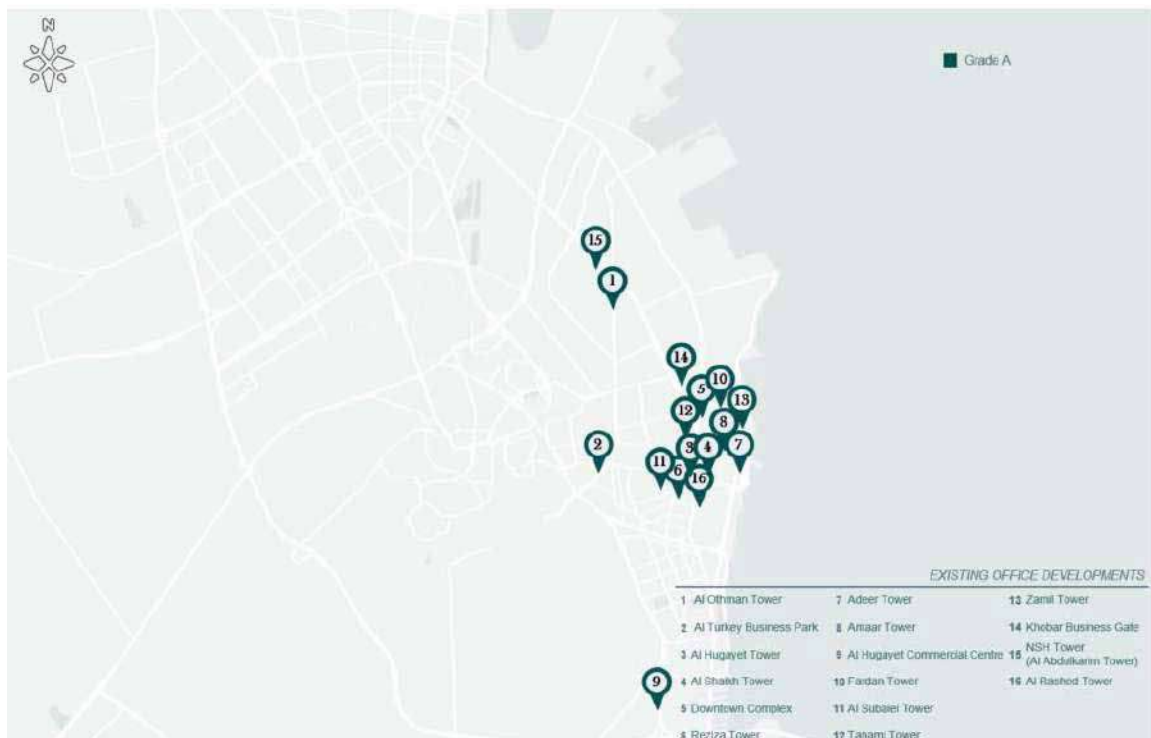 N
Grade A
15
1
14
10
5
13
12
8
2
3
4
7
11
6
16
9
EXISTING OFFICE DEVELOPMENTS
1 Al Othman Tower
2 Al Turkey Business Park
3 Al Hugayet Tower
4 Al Shaikh Tower
5 Downtown Complex
6 Reziza Tower
7 Adeer Tower
8 Amaar Tower
9 Al Hugayet Commercial Centre
10 Fardan Tower
11 Al Subaiei Tower
12 Tanami Tower
13 Zamil Tower
14 Khobar Business Gate
15 NSH Tower
(Al Abdulkarim Tower)
16 Al Rashed Tower